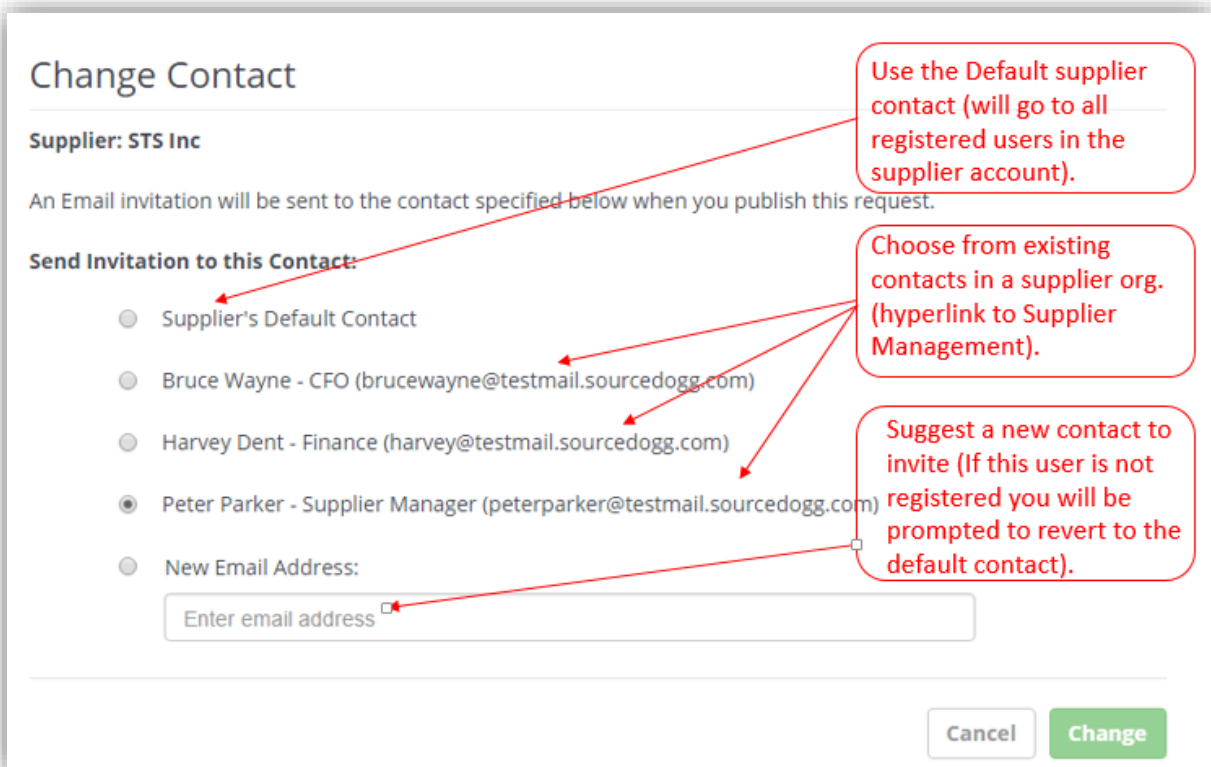 Change Contact
Supplier: STS Inc
An Email invitation will be sent to the contact specified below when you publish this request.
Send Invitation to this Contact:
Supplier's Default Contact
Bruce Wayne - CFO (brucewayne@testmail.sourcedogg.com)
Harvey Dent - Finance (harvey@testmail.sourcedogg.com)
Peter Parker - Supplier Manager (peterparker@testmail.sourcedogg.com)
New Email Address:
Enter email address
Cancel
Change
Use the Default supplier
contact (will go to all
registered users in the
supplier account).
Choose from existing
contacts in a supplier org.
(hyperlink to Supplier
Management).
Suggest a new contact to
invite (If this user is not
registered you will be
prompted to revert to the
default contact).